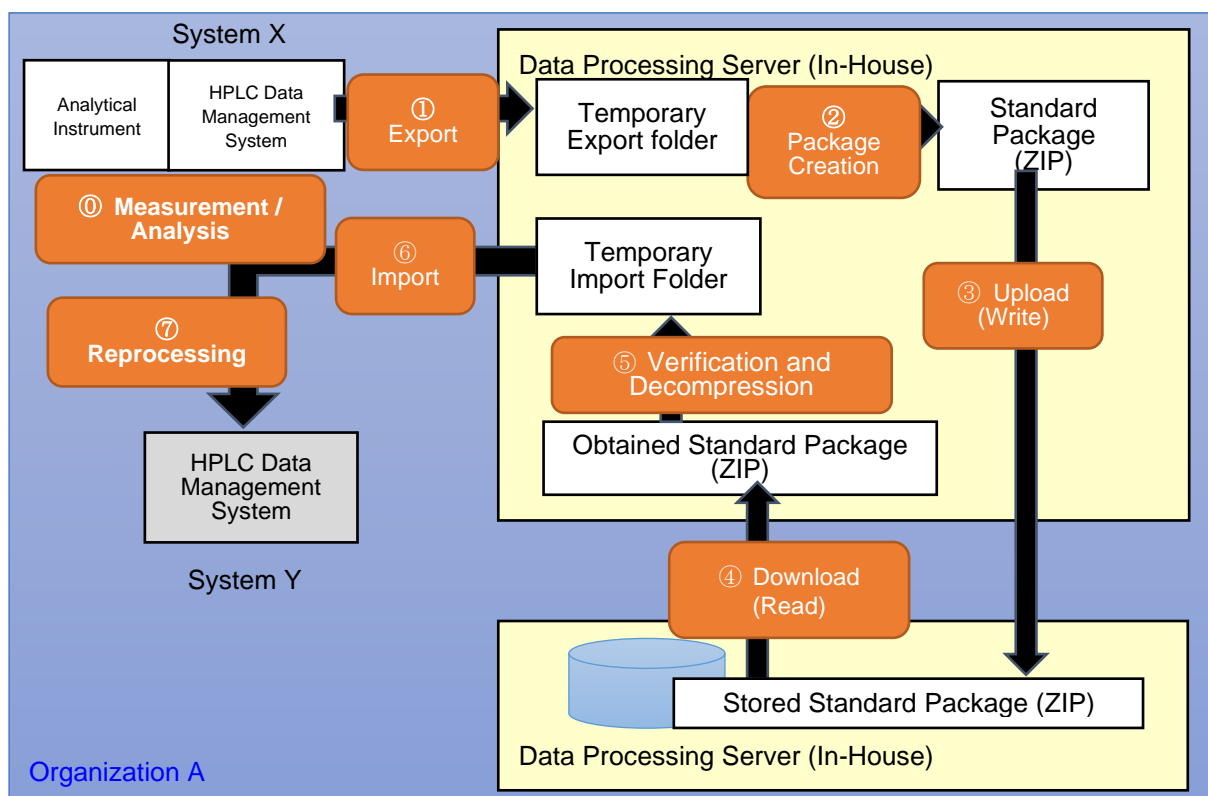 System X
Analytical
Instrument
HPLC Data
Management
System
①
Export
Data Processing Server (In-House)
Temporary
Export folder
②
Package
Creation
Standard
Package
(ZIP)
⓪ Measurement /
Analysis
⑥
Import
Temporary
Import Folder
③ Upload
(Write)
⑦
Reprocessing
⑤ Verification and
Decompression
HPLC Data
Management
System
Obtained Standard Package
(ZIP)
System Y
④ Download
(Read)
Stored Standard Package (ZIP)
Data Processing Server (In-House)
Organization A